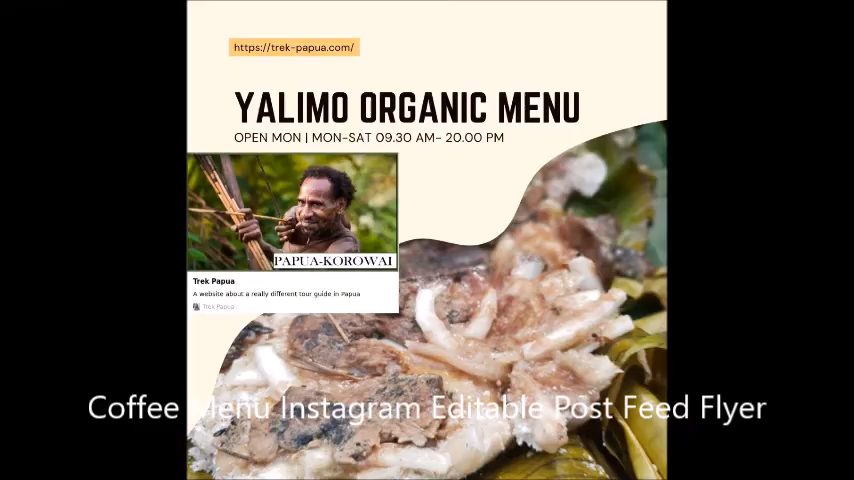 https://trek-papua.com/
YALIMO ORGANIC MENU
OPEN MON | MON-SAT 09.30 AM- 20.00 PM
PAPUA-KOROWAI
Trek Papua
A website about a really different tour guide in Papua
Trek Papua
Coffee Menu Instagram Editable Post Feed Flyer